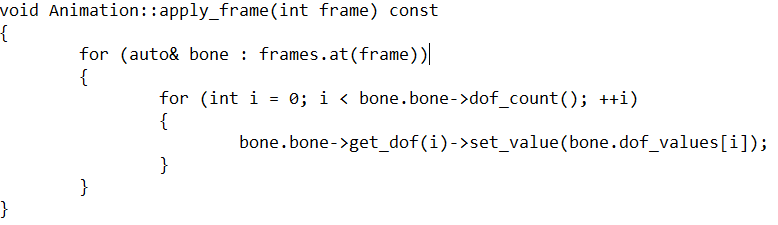 void Animation::apply_frame(int frame) const
{
        for (auto& bone : frames.at(frame))
        {
                for (int i = 0; i < bone.bone->dof_count(); ++i)
                {
                        bone.bone->get_dof(i)->set_value(bone.dof_values[i]);
                }
        }
}